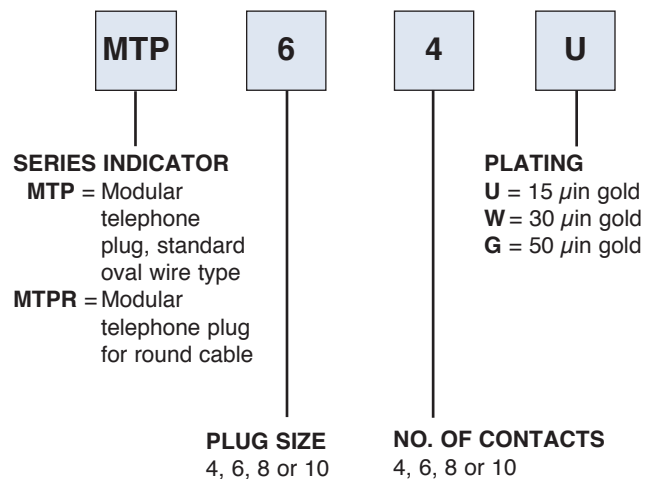 MTP 6 4 U
SERIES INDICATOR
MTP = Modular
telephone
plug, standard
oval wire type
MTPR = Modular
telephone plug
for round cable
PLATING
U = 15 µin gold
W = 30 µin gold
G = 50 µin gold
PLUG SIZE
4, 6, 8 or 10
NO. OF CONTACTS
4, 6, 8 or 10